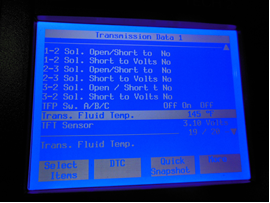 Transmission Data 1
1-2 Sol. Open/Short to No
1-2 Sol. Short to Volts No
2-3 Sol. Open/Short to No
2-3 Sol. Short to Volts No
3-2 Sol. Open / Short t No
3-2 Sol. Short to Volts No
TFP Sw. A/B/C Off On Off
Trans. Fluid Temp. 145 °F
TFT Sensor 3.10 Volts
19 / 29
Trans. Fluid Temp.
Select Items
DTC
Quick Snapshot